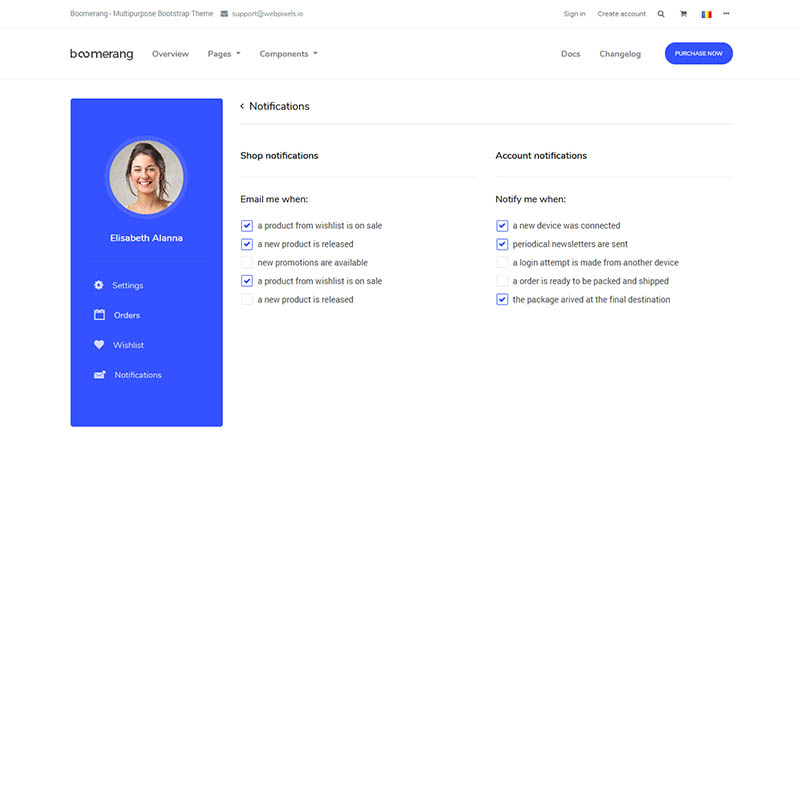 Boomerang - Multipurpose Bootstrap Theme support@webpixels.io Sign in Create account
boomerang Overview Pages Components Docs Changelog PURCHASE NOW
Notifications
Elisabeth Alanna
Settings
Orders
Wishlist
Notifications
Shop notifications
Email me when:
a product from wishlist is on sale
a new product is released
new promotions are available
a product from wishlist is on sale
a new product is released
Account notifications
Notify me when:
a new device was connected
periodical newsletters are sent
a login attempt is made from another device
a order is ready to be packed and shipped
the package arived at the final destination